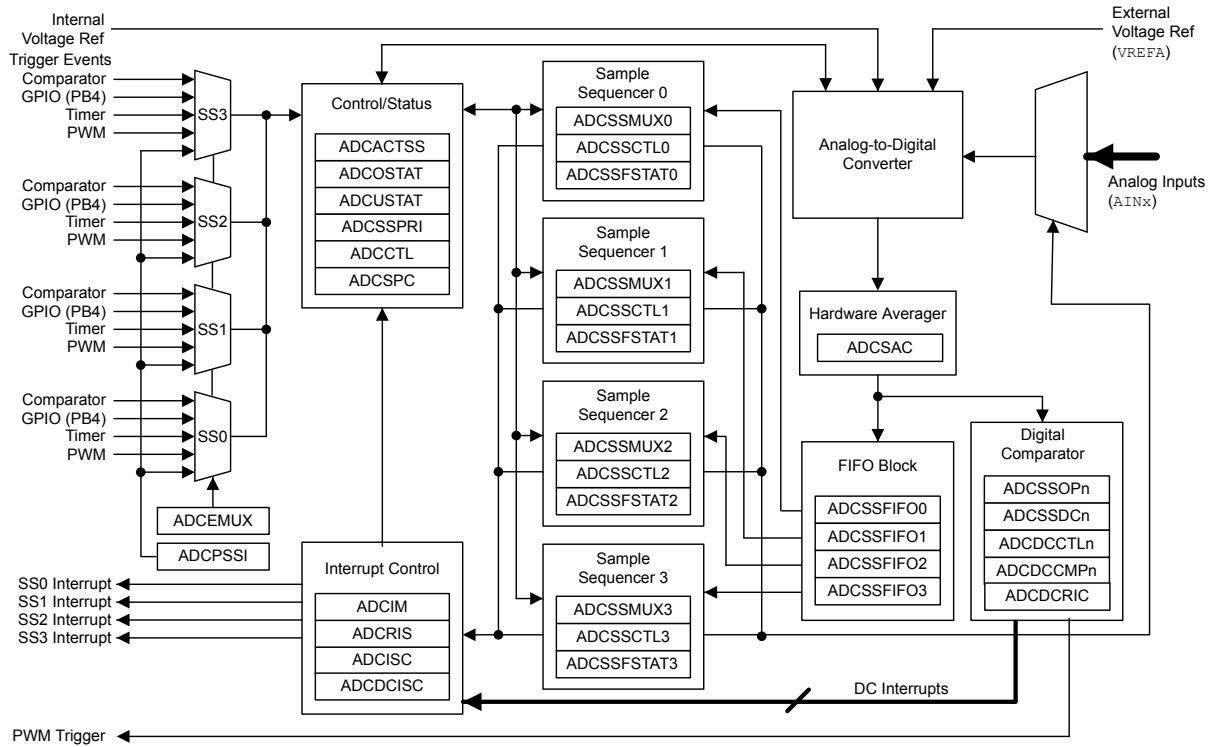 Internal
Voltage Ref
Trigger Events
Comparator
GPIO (PB4)
Timer
PWM
SS3
Comparator
GPIO (PB4)
Timer
PWM
SS2
Comparator
GPIO (PB4)
Timer
PWM
SS1
Comparator
GPIO (PB4)
Timer
PWM
SS0
ADCEMUX
ADCPSSI
SS0 Interrupt
SS1 Interrupt
SS2 Interrupt
SS3 Interrupt
PWM Trigger
Control/Status
ADCACTSS
ADCOSTAT
ADCUSTAT
ADCSSPRI
ADCCTL
ADCSPC
Interrupt Control
ADCIM
ADCRIS
ADCISC
ADCDCISC
Sample
Sequencer 0
ADCSSMUX0
ADCSSCTL0
ADCSSFSTAT0
Sample
Sequencer 1
ADCSSMUX1
ADCSSCTL1
ADCSSFSTAT1
Sample
Sequencer 2
ADCSSMUX2
ADCSSCTL2
ADCSSFSTAT2
Sample
Sequencer 3
ADCSSMUX3
ADCSSCTL3
ADCSSFSTAT3
External
Voltage Ref
(VREFA)
Analog-to-Digital
Converter
Analog Inputs
(AINx)
Hardware Averager
ADCSAC
FIFO Block
ADCSSFIFO0
ADCSSFIFO1
ADCSSFIFO2
ADCSSFIFO3
Digital
Comparator
ADCSSOPn
ADCSSDCn
ADCDCCTLn
ADCDCCMPn
ADCDCRIC
DC Interrupts